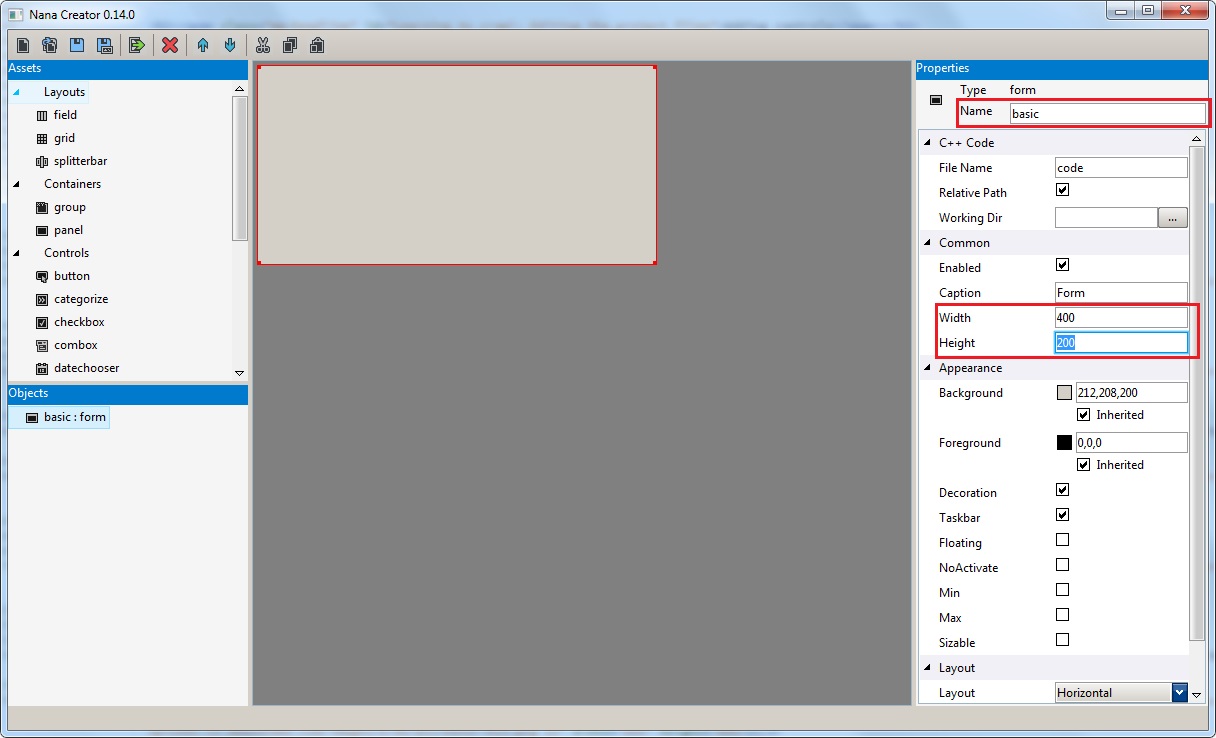 Nana Creator 0.14.0
Assets
Layouts
field
grid
splitterbar
Containers
group
panel
Controls
button
categorize
checkbox
combox
datechooser
Objects
basic : form
Properties
Type form
Name basic
C++ Code
File Name code
Relative Path
Working Dir ...
Common
Enabled
Caption Form
Width 400
Height 200
Appearance
Background 212,208,200
Inherited
Foreground 0,0,0
Inherited
Decoration
Taskbar
Floating
NoActivate
Min
Max
Sizable
Layout
Layout Horizontal